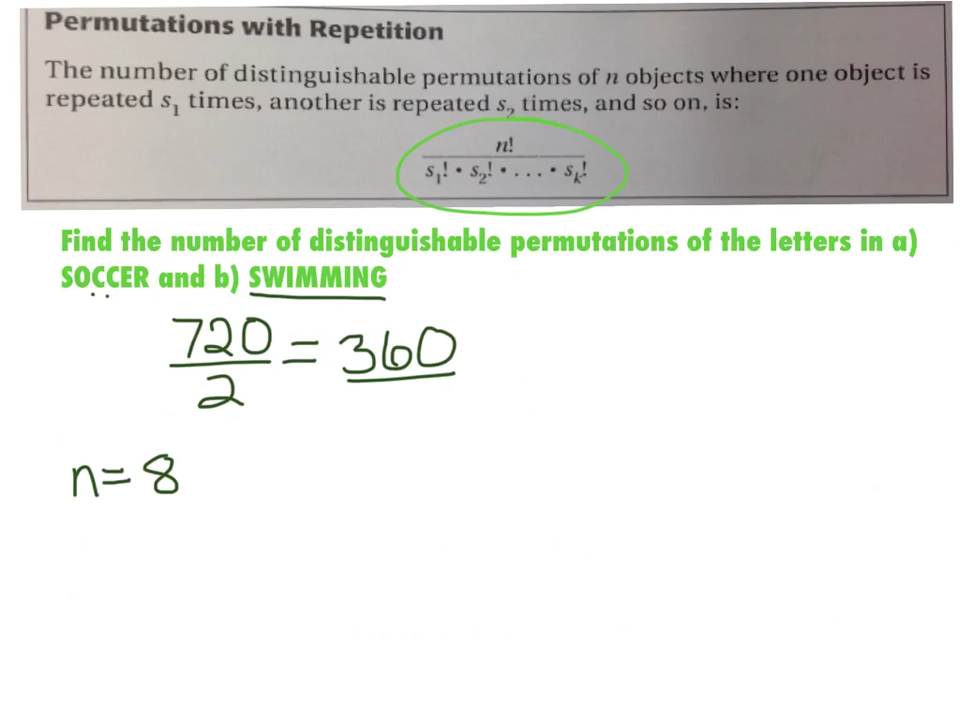 Permutations with Repetition
The number of distinguishable permutations of n objects where one object is
repeated s₁ times, another is repeated s₂ times, and so on, is:
n!
s₁! • s₂! • . . . • sₖ!
Find the number of distinguishable permutations of the letters in a)
SOCCER and b) SWIMMING
720
2
= 360
n = 8